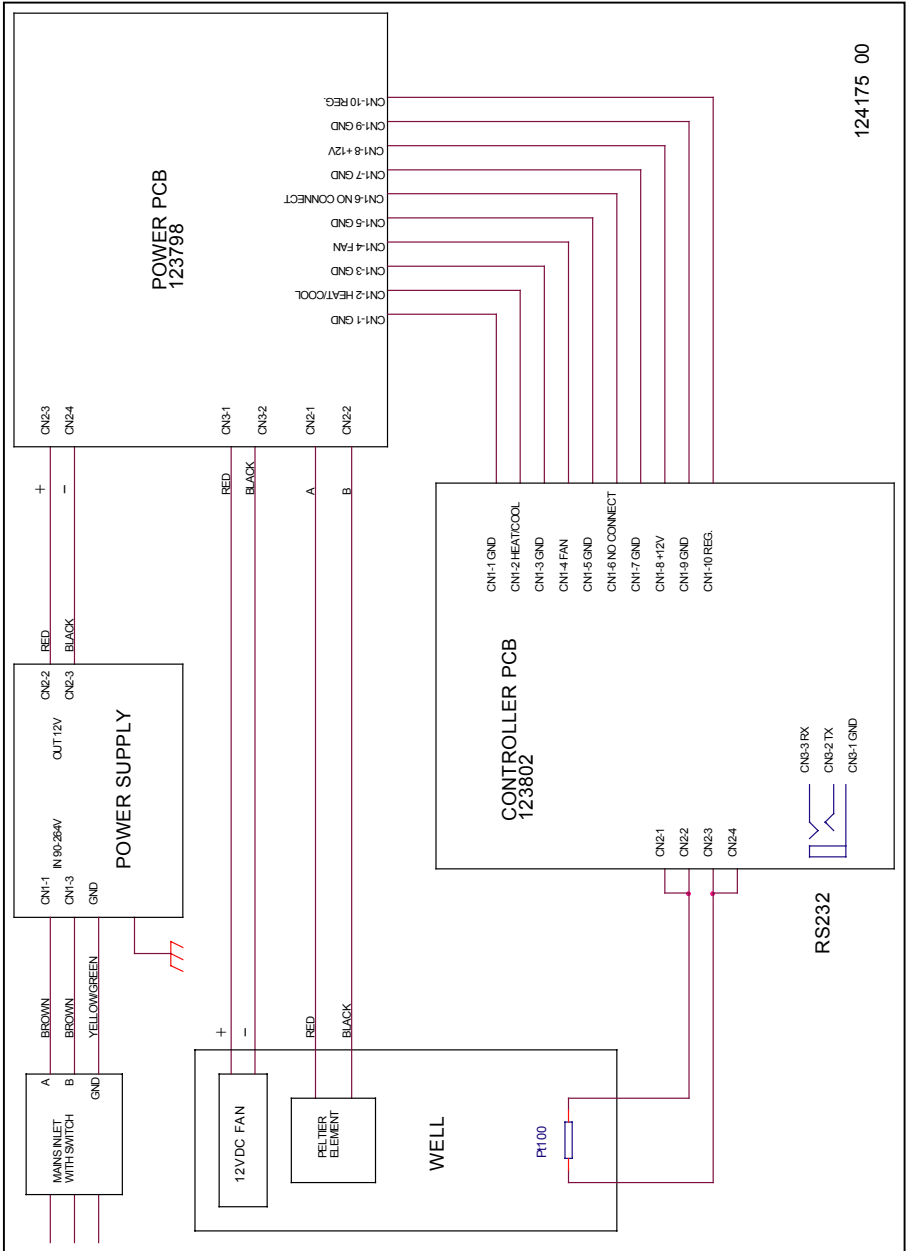 MAINS INLET
WITH SWITCH
A
B
GND
BROWN
BROWN
YELLOW/GREEN
CN1-1
CN1-3
GND
IN 90-264V
OUT 12V
POWER SUPPLY
CN2-2
CN2-3
RED
BLACK
+
−
CN2-3
CN2-4
POWER PCB
123798
CN3-1
CN3-2
CN2-1
CN2-2
RED
BLACK
A
B
CN1-10 REG.
CN1-9 GND
CN1-8 +12V
CN1-7 GND
CN1-6 NO CONNECT
CN1-5 GND
CN1-4 FAN
CN1-3 GND
CN1-2 HEAT/COOL
CN1-1 GND
+
−
RED
BLACK
12VDC FAN
PELTIER
ELEMENT
WELL
Pt100
CONTROLLER PCB
123802
CN1-1 GND
CN1-2 HEAT/COOL
CN1-3 GND
CN1-4 FAN
CN1-5 GND
CN1-6 NO CONNECT
CN1-7 GND
CN1-8 +12V
CN1-9 GND
CN1-10 REG.
CN2-1
CN2-2
CN2-3
CN2-4
CN3-3 RX
CN3-2 TX
CN3-1 GND
RS232
124175 00